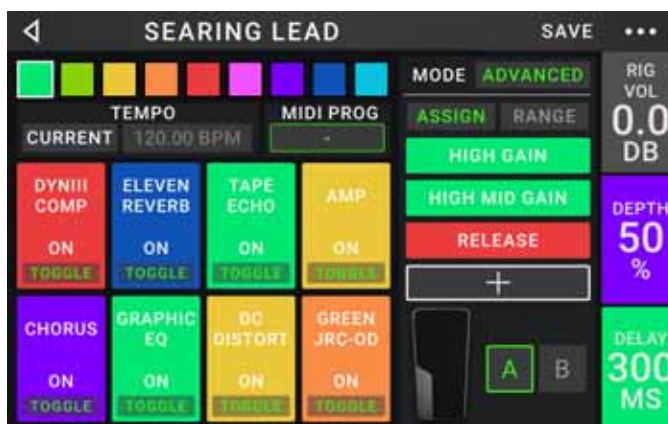 SEARING LEAD
SAVE
TEMPO
CURRENT 120.00 BPM
MIDI PROG
-
MODE ADVANCED
ASSIGN RANGE
HIGH GAIN
HIGH MID GAIN
RELEASE
+
A B
RIG
VOL
0.0
DB
DEPTH
50
%
DELAY
300
MS
DYNIII
COMP
ON
TOGGLE
ELEVEN
REVERB
ON
TOGGLE
TAPE
ECHO
ON
TOGGLE
AMP
ON
TOGGLE
CHORUS
ON
TOGGLE
GRAPHIC
EQ
ON
TOGGLE
DC
DISTORT
ON
TOGGLE
GREEN
JRC-OD
ON
TOGGLE